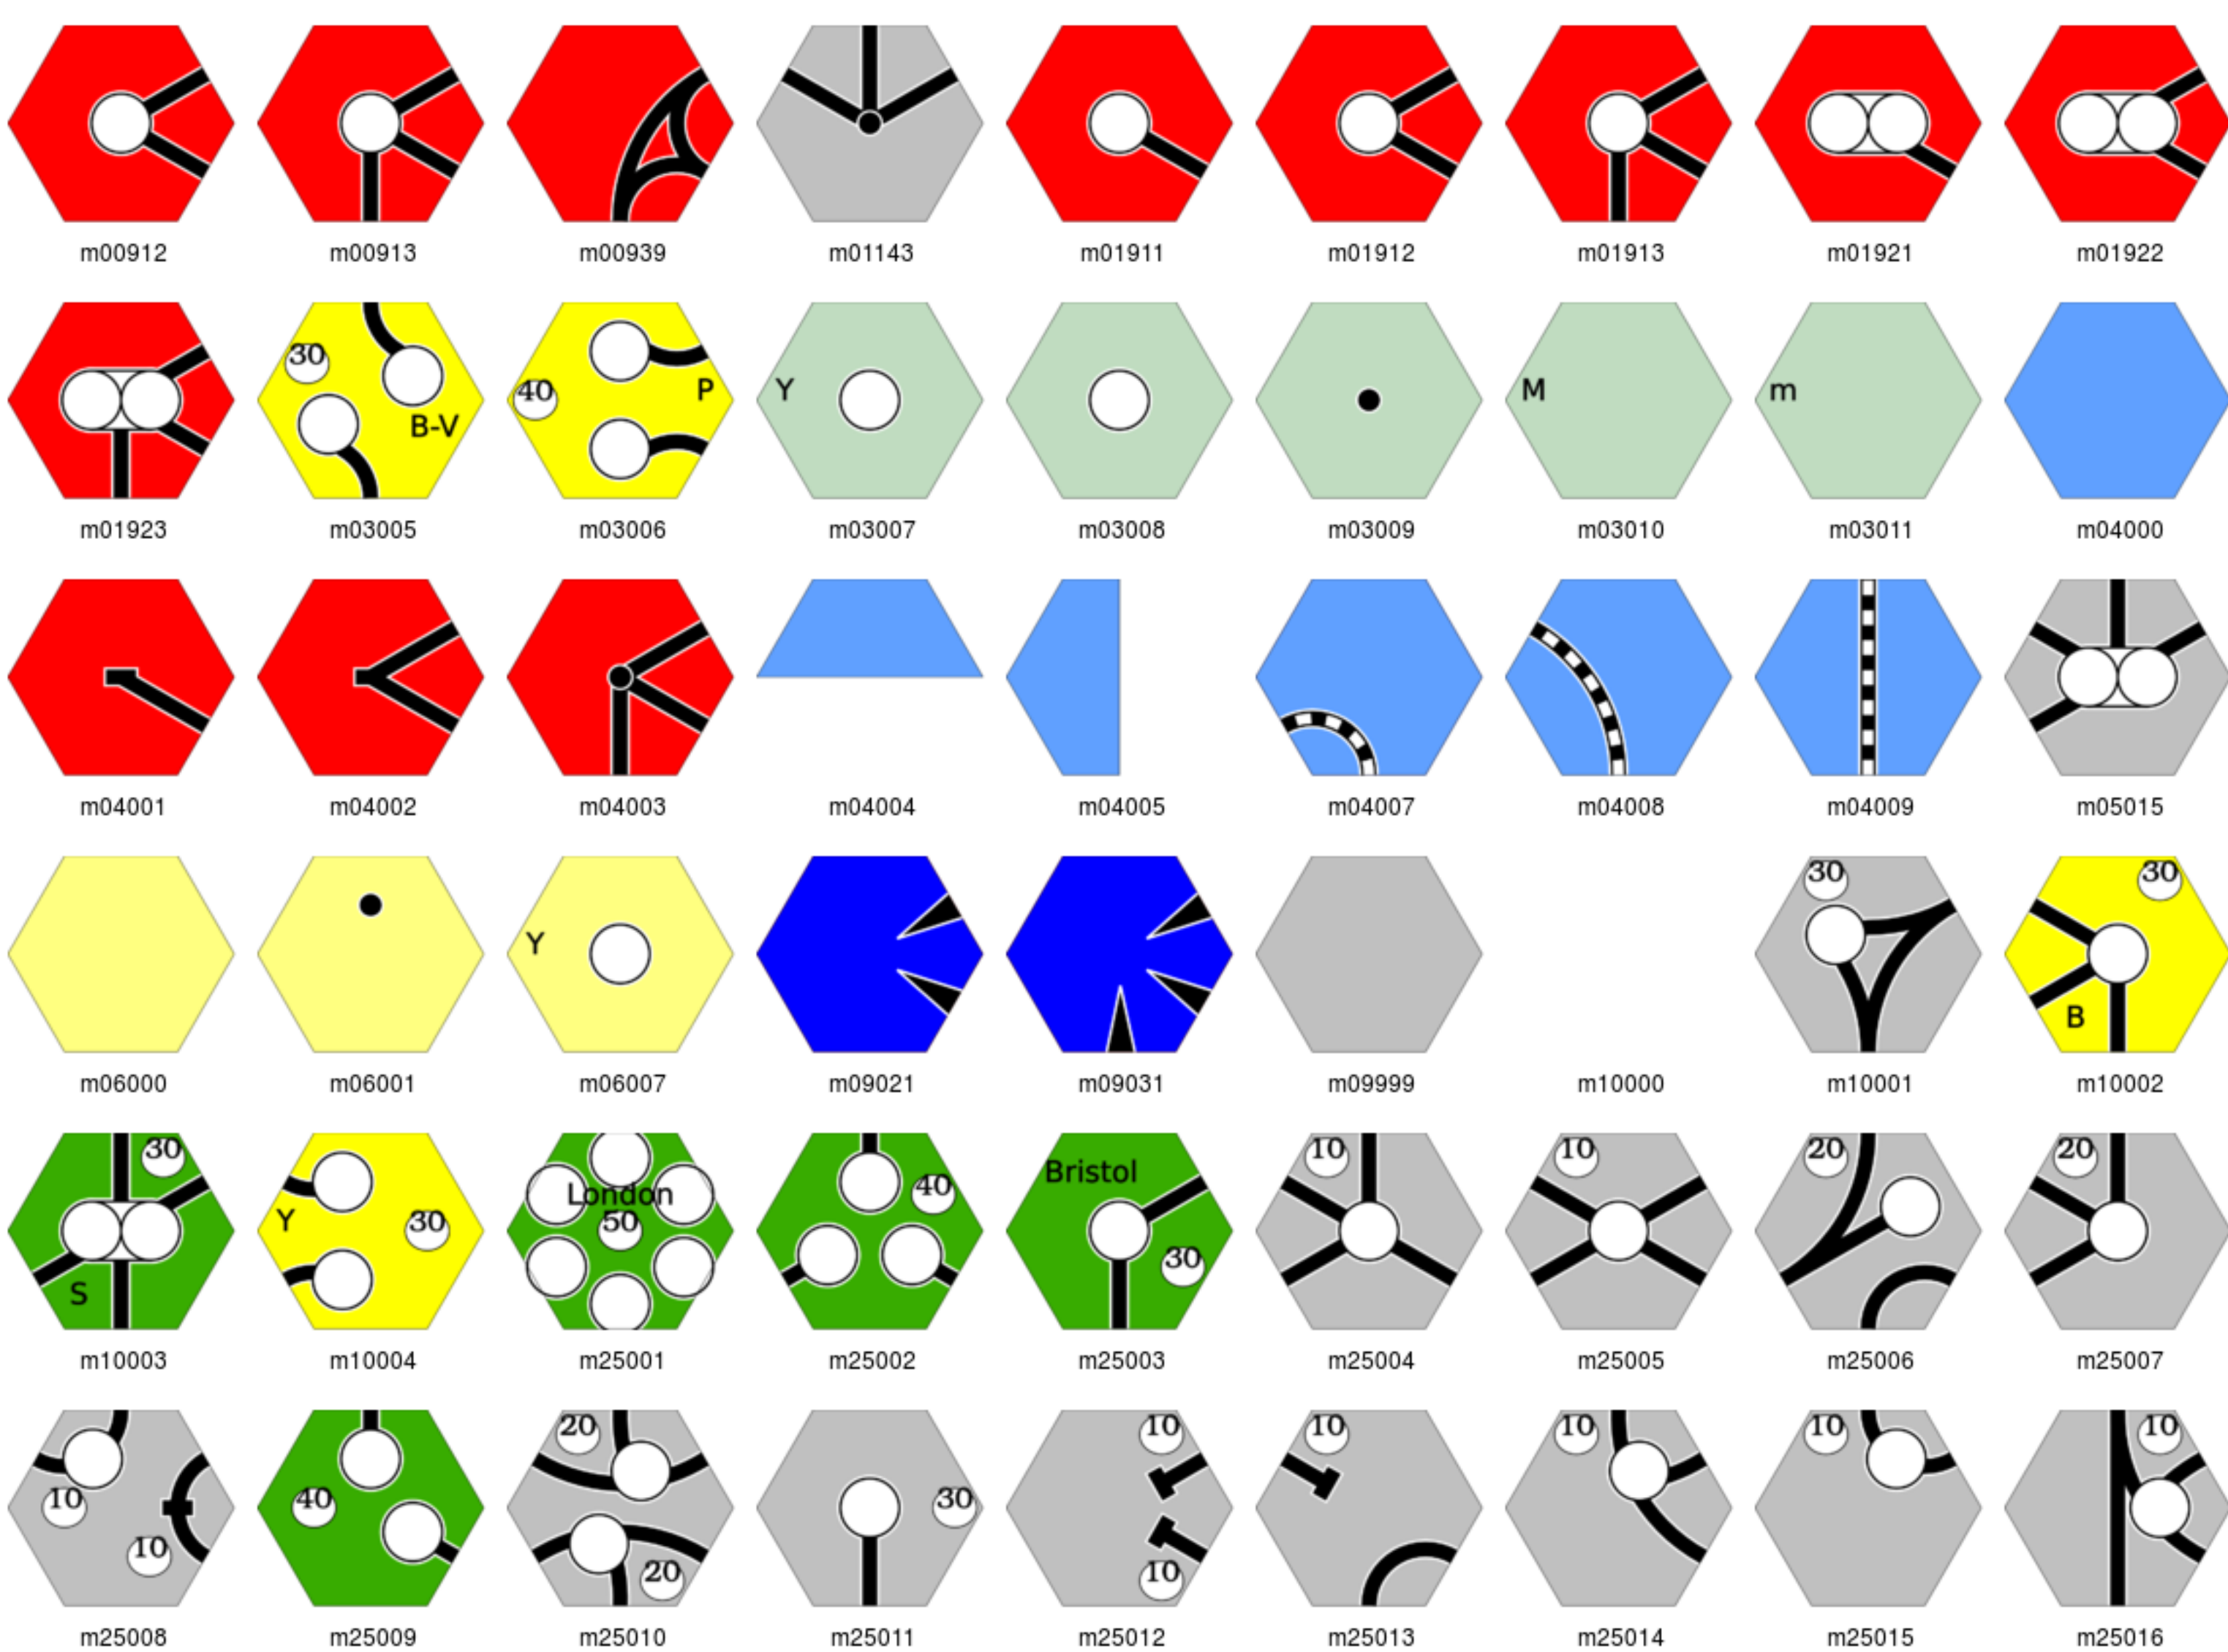 m00912 m00913 m00939 m01143 m01911 m01912 m01913 m01921 m01922
30 B-V 40 P Y M m
m01923 m03005 m03006 m03007 m03008 m03009 m03010 m03011 m04000
m04001 m04002 m04003 m04004 m04005 m04007 m04008 m04009 m05015
Y 30 30 B
m06000 m06001 m06007 m09021 m09031 m09999 m10000 m10001 m10002
30 S Y 30 London 50 40 Bristol 30 10 10 20 20
m10003 m10004 m25001 m25002 m25003 m25004 m25005 m25006 m25007
10 10 40 20 20 30 10 10 10 10 10 10
m25008 m25009 m25010 m25011 m25012 m25013 m25014 m25015 m25016